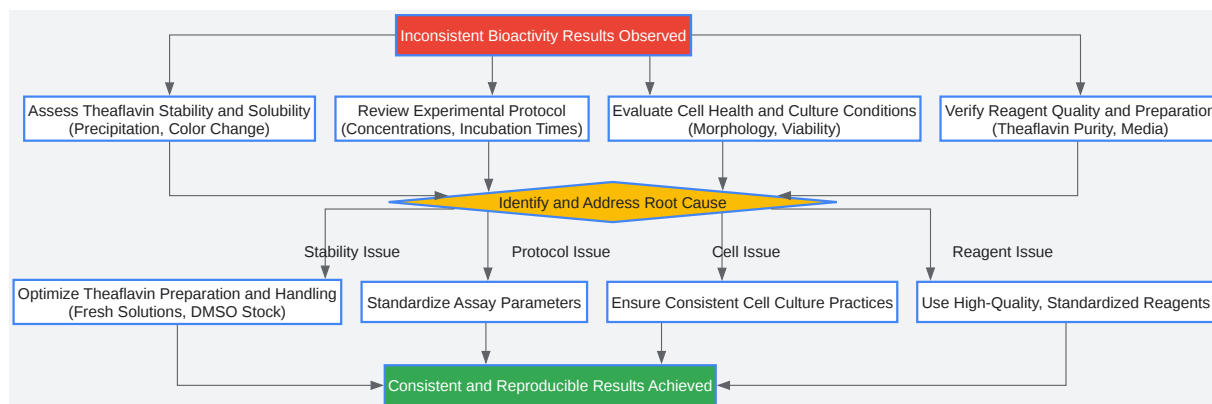 Inconsistent Bioactivity Results Observed
Assess Theaflavin Stability and Solubility
(Precipitation, Color Change)
Review Experimental Protocol
(Concentrations, Incubation Times)
Evaluate Cell Health and Culture Conditions
(Morphology, Viability)
Verify Reagent Quality and Preparation
(Theaflavin Purity, Media)
Identify and Address Root Cause
Stability Issue
Protocol Issue
Cell Issue
Reagent Issue
Optimize Theaflavin Preparation and Handling
(Fresh Solutions, DMSO Stock)
Standardize Assay Parameters
Ensure Consistent Cell Culture Practices
Use High-Quality, Standardized Reagents
Consistent and Reproducible Results Achieved